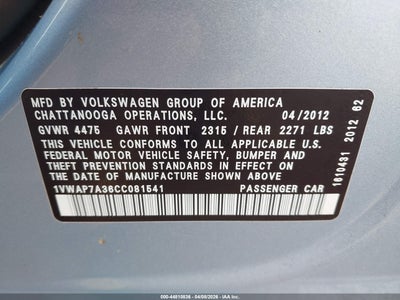 MFD BY VOLKSWAGEN GROUP OF AMERICA
CHATTANOOGA OPERATIONS, LLC. 04/2012
GVWR 4475 GAWR FRONT 2315/REAR 2271 LBS
THIS VEHICLE CONFORMS TO ALL APPLICABLE U.S.
FEDERAL MOTOR VEHICLE SAFETY, BUMPER AND
THEFT PREVENTION STANDARDS IN EFFECT ON THE
DATE OF MANUFACTURE SHOWN ABOVE
1VWAP7A36CC081541 PASSENGER CAR
1610431 2012 62
000-44810836 - 04/08/2026 - IAA, Inc.